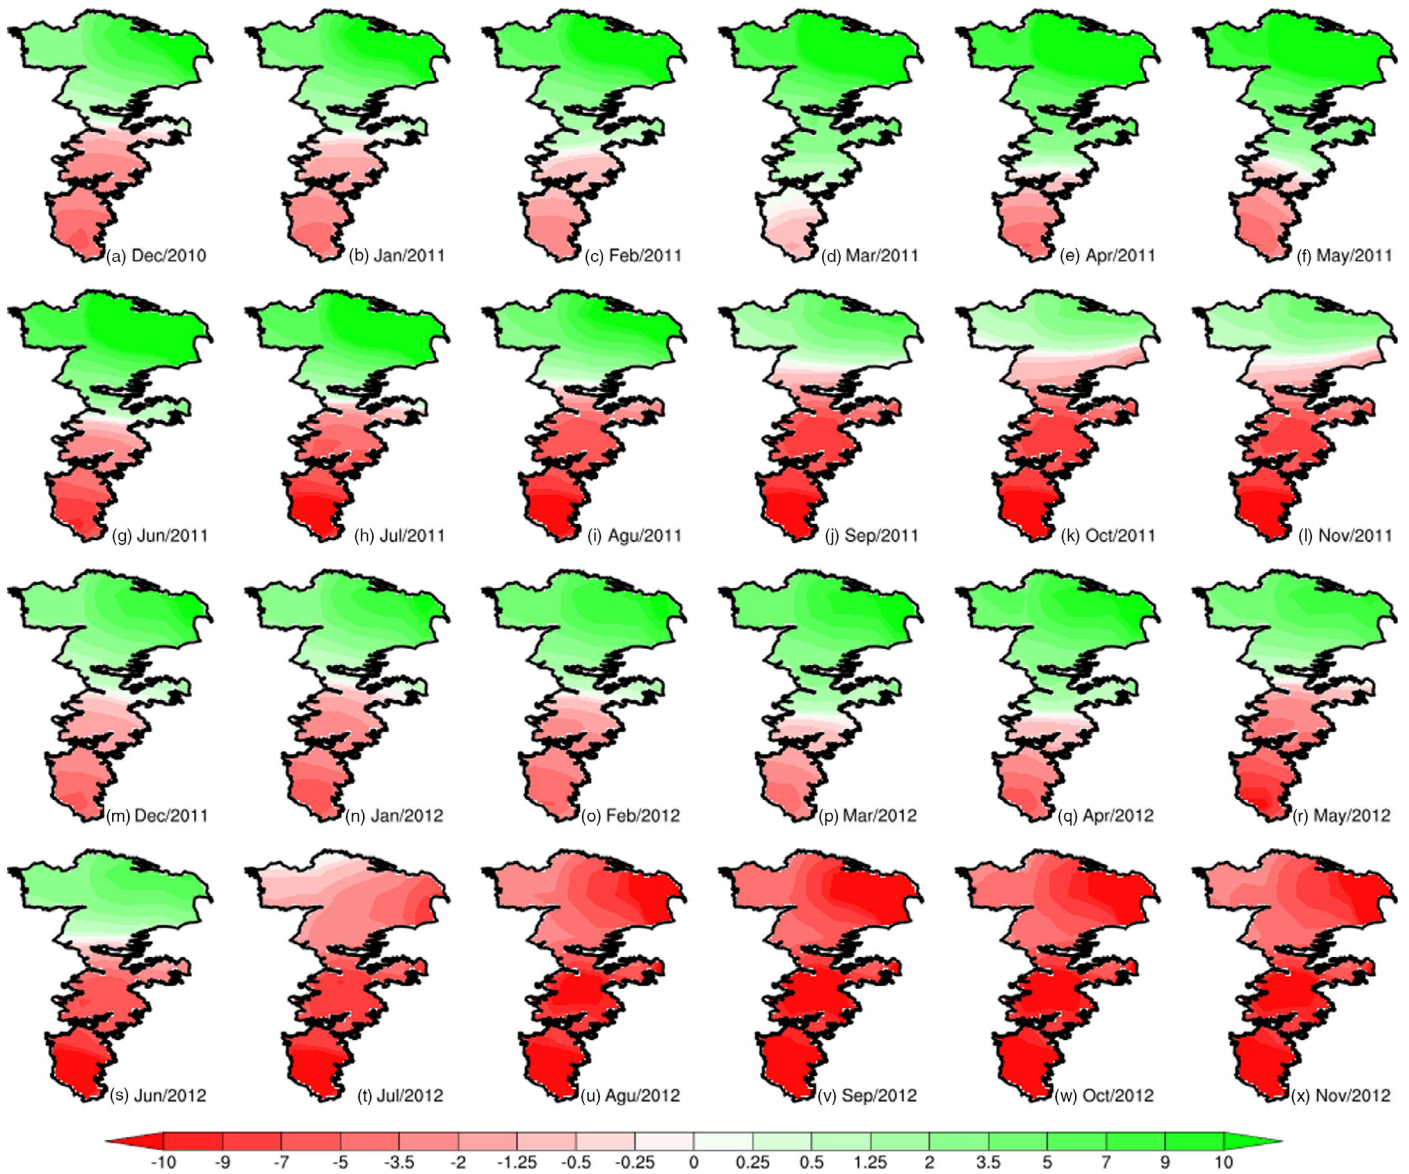 (a) Dec/2010 (b) Jan/2011 (c) Feb/2011 (d) Mar/2011 (e) Apr/2011 (f) May/2011
(g) Jun/2011 (h) Jul/2011 (i) Agu/2011 (j) Sep/2011 (k) Oct/2011 (l) Nov/2011
(m) Dec/2011 (n) Jan/2012 (o) Feb/2012 (p) Mar/2012 (q) Apr/2012 (r) May/2012
(s) Jun/2012 (t) Jul/2012 (u) Agu/2012 (v) Sep/2012 (w) Oct/2012 (x) Nov/2012
-10 -9 -7 -5 -3.5 -2 -1.25 -0.5 -0.25 0 0.25 0.5 1.25 2 3.5 5 7 9 10